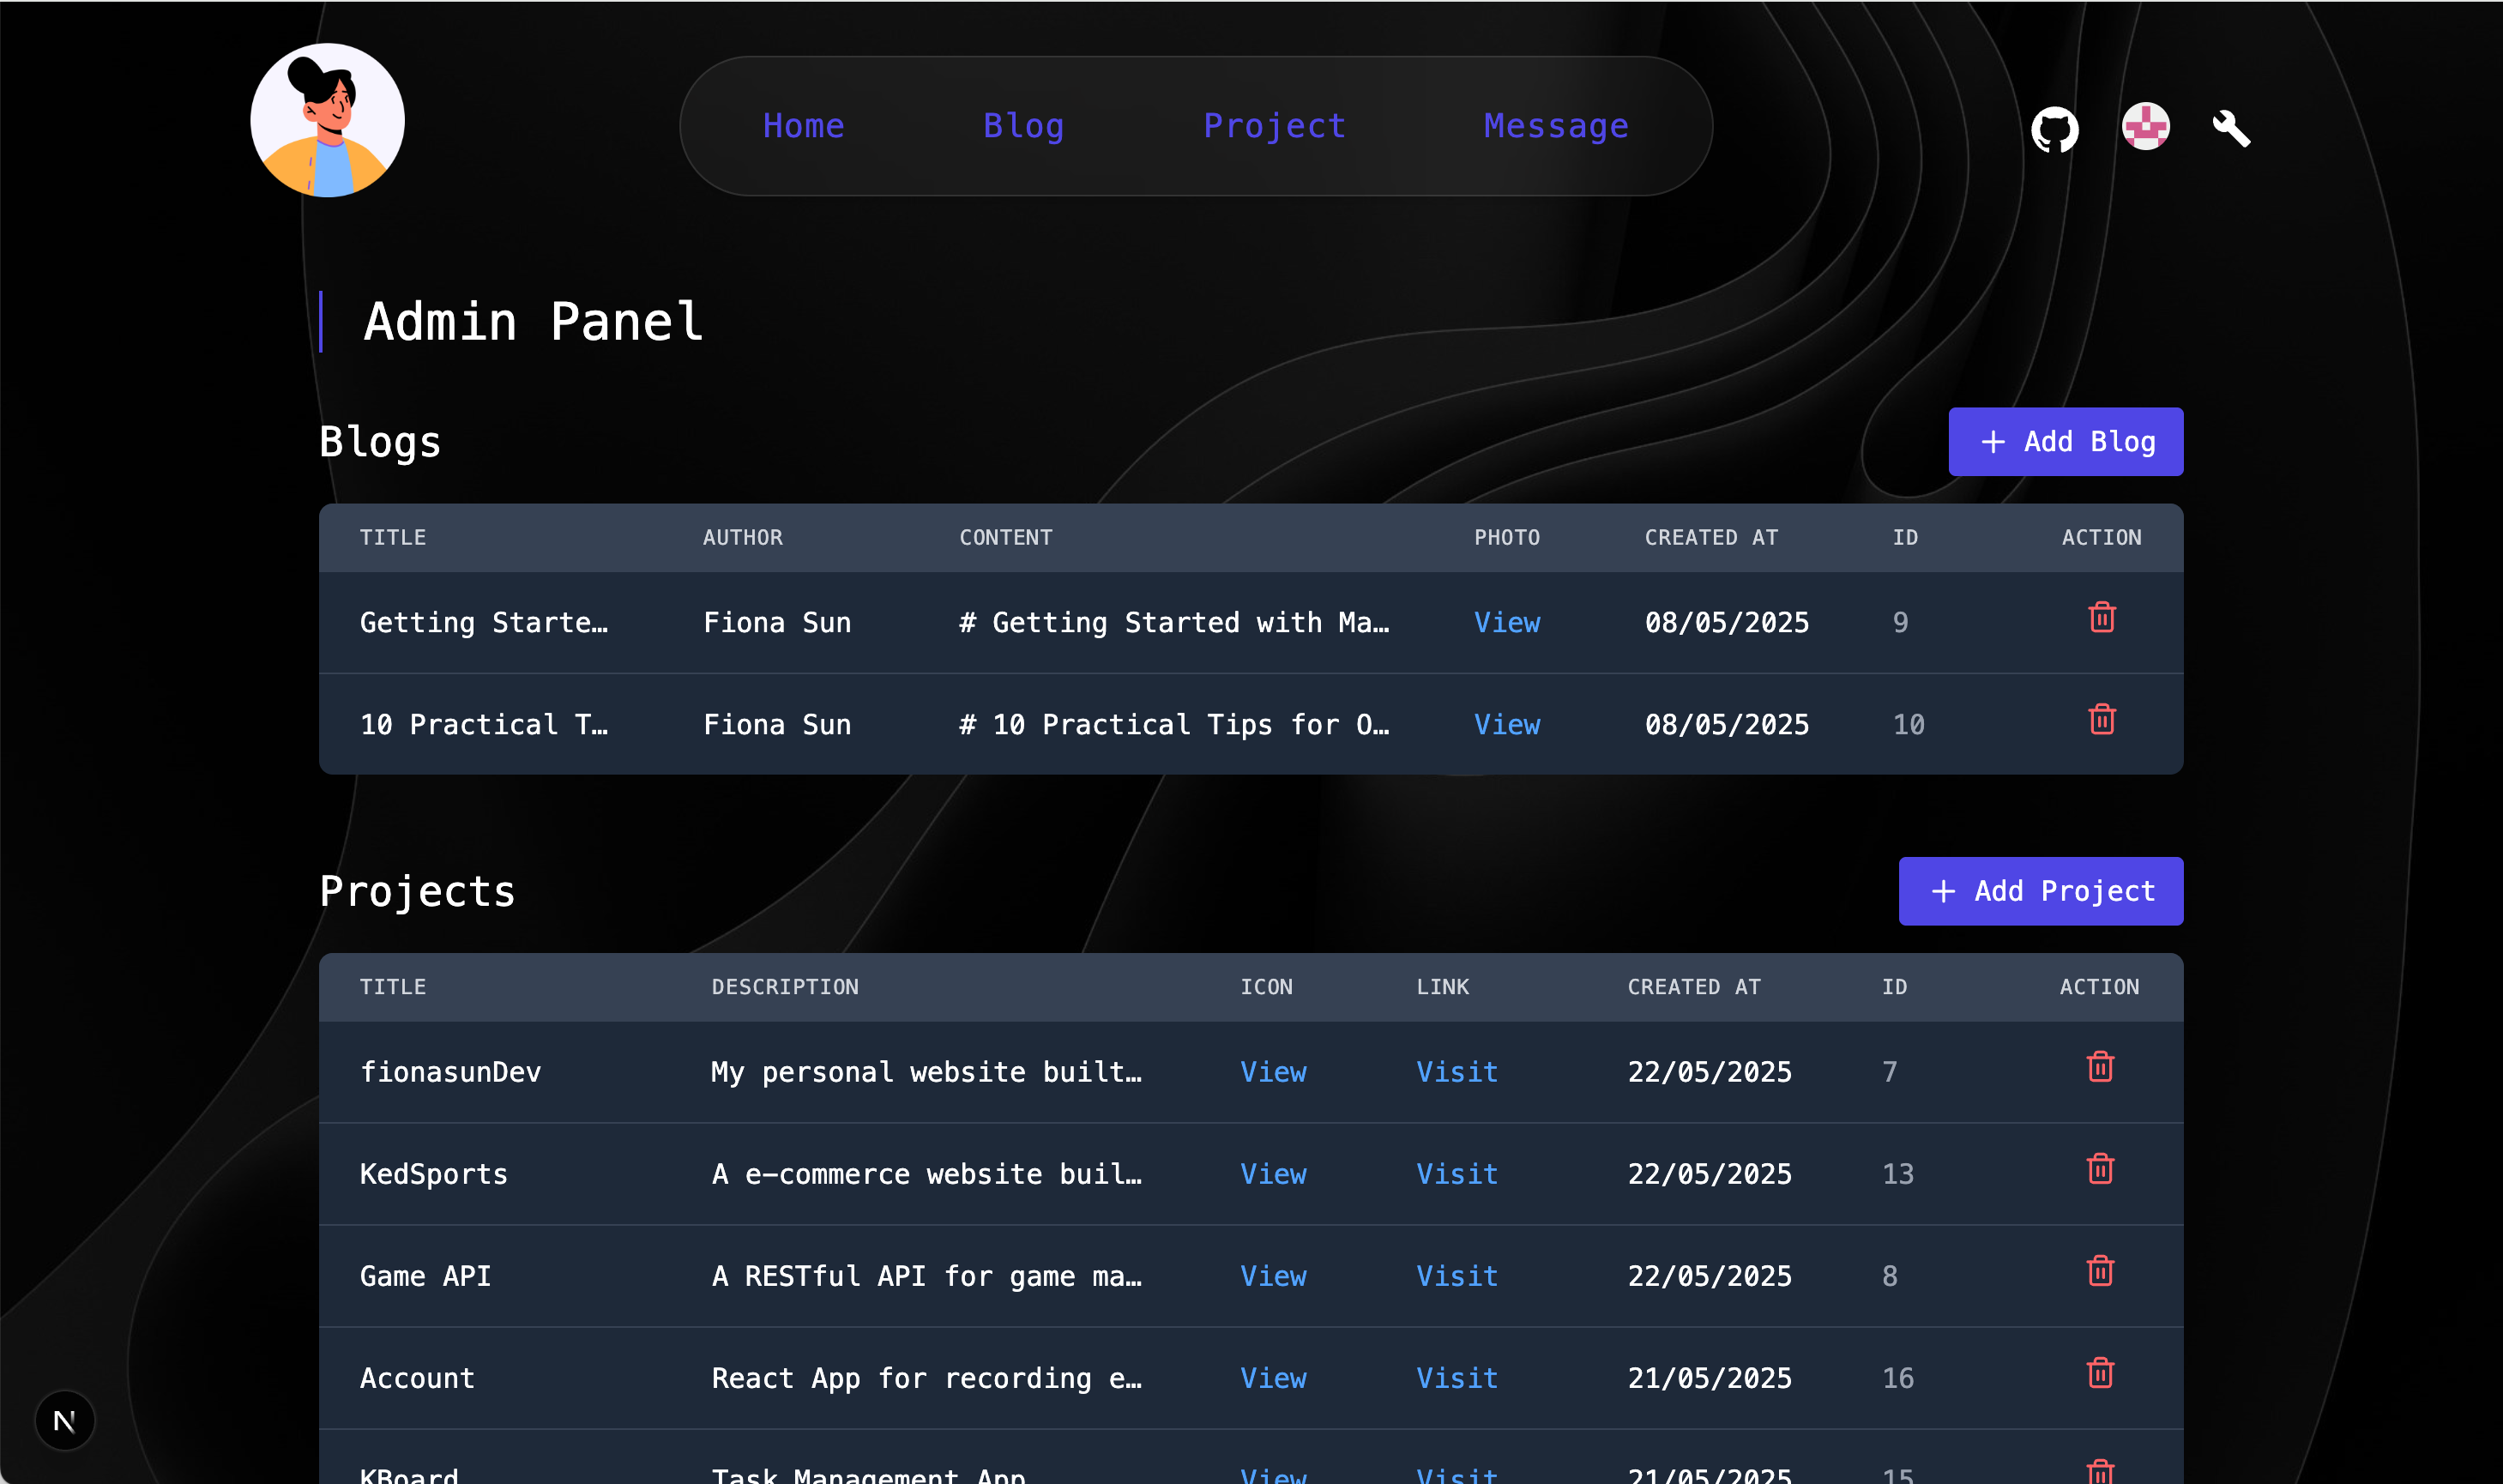 Home Blog Project Message
Admin Panel
Blogs
+ Add Blog
TITLE AUTHOR CONTENT PHOTO CREATED AT ID ACTION
Getting Starte… Fiona Sun # Getting Started with Ma… View 08/05/2025 9
10 Practical T… Fiona Sun # 10 Practical Tips for O… View 08/05/2025 10
Projects
+ Add Project
TITLE DESCRIPTION ICON LINK CREATED AT ID ACTION
fionasunDev My personal website built… View Visit 22/05/2025 7
KedSports A e-commerce website buil… View Visit 22/05/2025 13
Game API A RESTful API for game ma… View Visit 22/05/2025 8
Account React App for recording e… View Visit 21/05/2025 16
KBoard Task Management App View Visit 21/05/2025 15
N